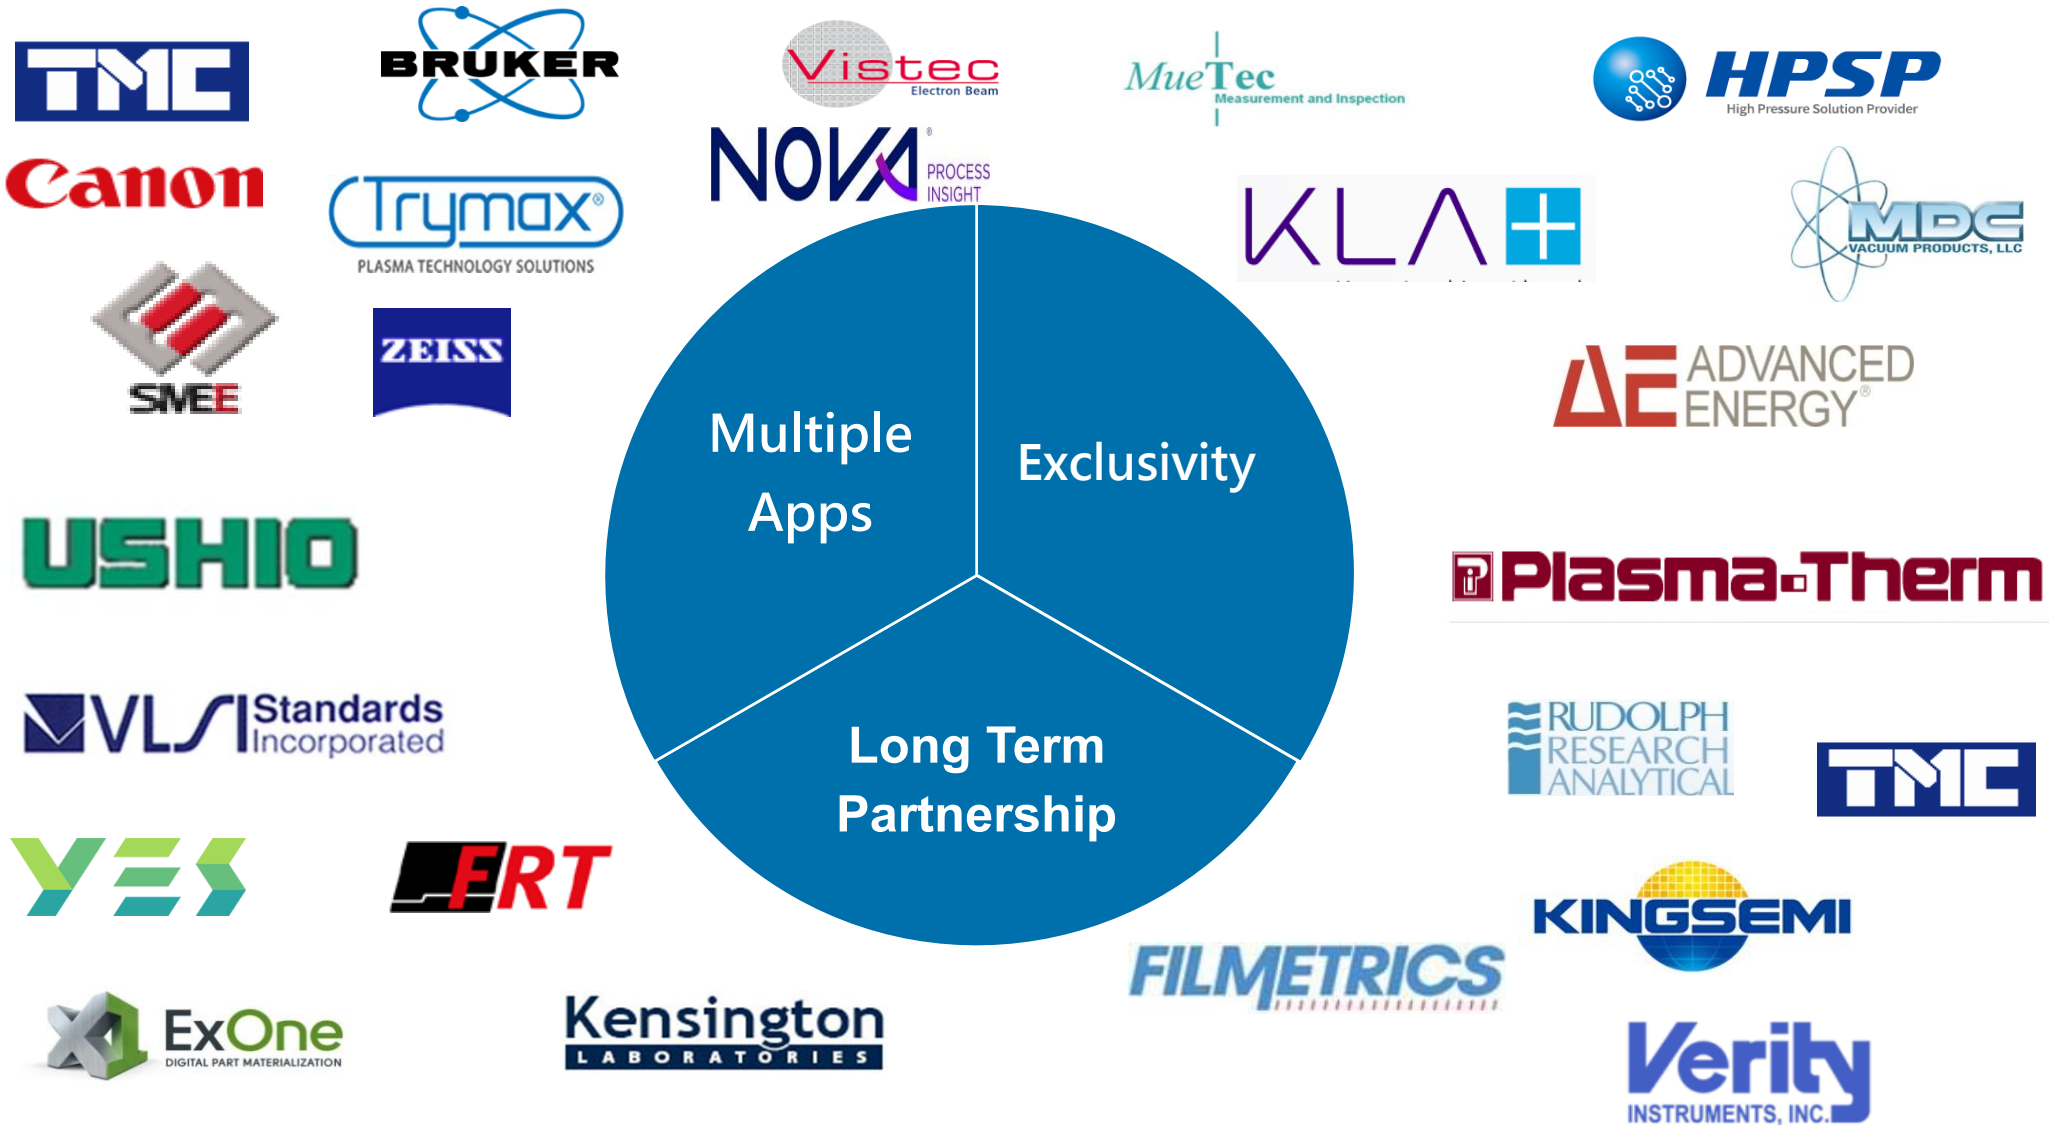 TMC
BRUKER
Vistec
Electron Beam
MueTec
Measurement and Inspection
HPSP
High Pressure Solution Provider
Canon
Trymax®
PLASMA TECHNOLOGY SOLUTIONS
NOVA®
PROCESS
INSIGHT
KLA+
MDC
VACUUM PRODUCTS, LLC
SMEE
ZEISS
AE ADVANCED
ENERGY®
Multiple
Apps
Exclusivity
USHIO
Plasma-Therm
VLSI Standards
Incorporated
Long Term
Partnership
RUDOLPH
RESEARCH
ANALYTICAL
TMC
YES
FRT
KINGSEMI
FILMETRICS
X1 ExOne
DIGITAL PART MATERIALIZATION
Kensington
LABORATORIES
Verity
INSTRUMENTS, INC.